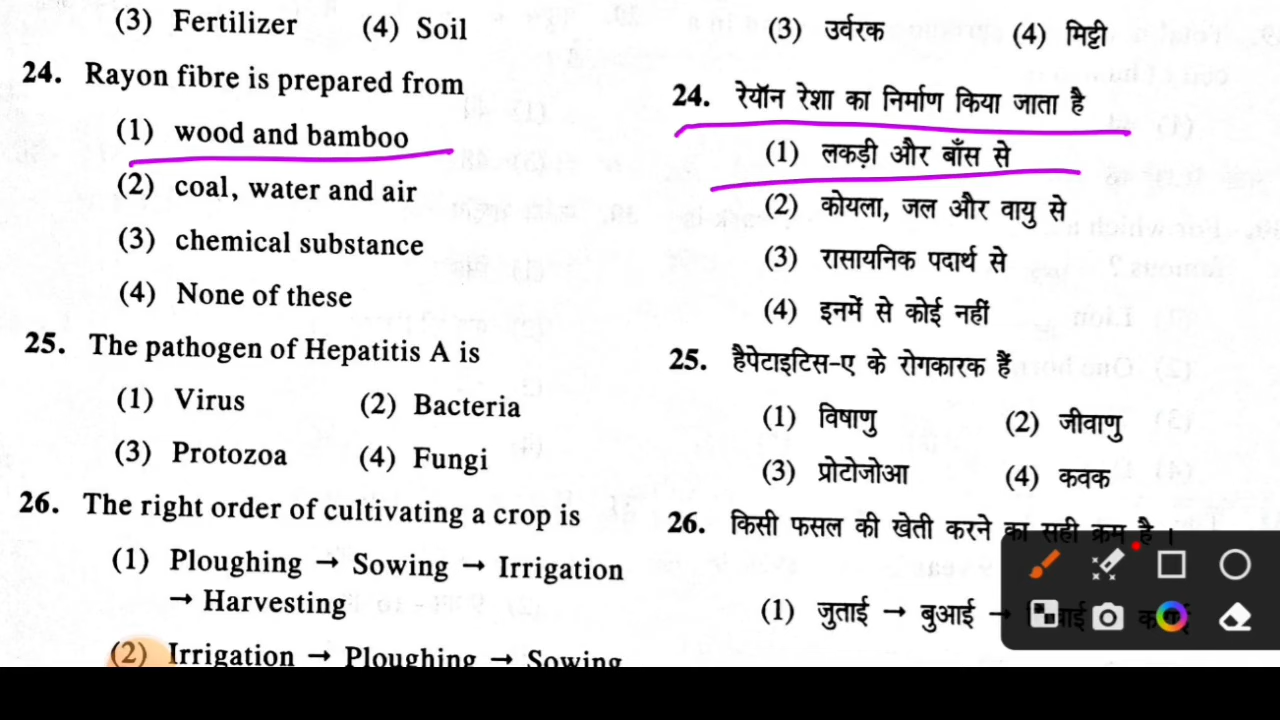 (3) Fertilizer (4) Soil
24. Rayon fibre is prepared from
(1) wood and bamboo
(2) coal, water and air
(3) chemical substance
(4) None of these
25. The pathogen of Hepatitis A is
(1) Virus (2) Bacteria
(3) Protozoa (4) Fungi
26. The right order of cultivating a crop is
(1) Ploughing → Sowing → Irrigation
→ Harvesting
(2) Irrigation → Ploughing → Sowing
(3) उर्वरक (4) मिट्टी
24. रेयॉन रेशा का निर्माण किया जाता है
(1) लकड़ी और बाँस से
(2) कोयला, जल और वायु से
(3) रासायनिक पदार्थ से
(4) इनमें से कोई नहीं
25. हैपेटाइटिस-ए के रोगकारक हैं
(1) विषाणु (2) जीवाणु
(3) प्रोटोजोआ (4) कवक
26. किसी फसल की खेती करने का सही क्रम है ।
(1) जुताई → बुआई →